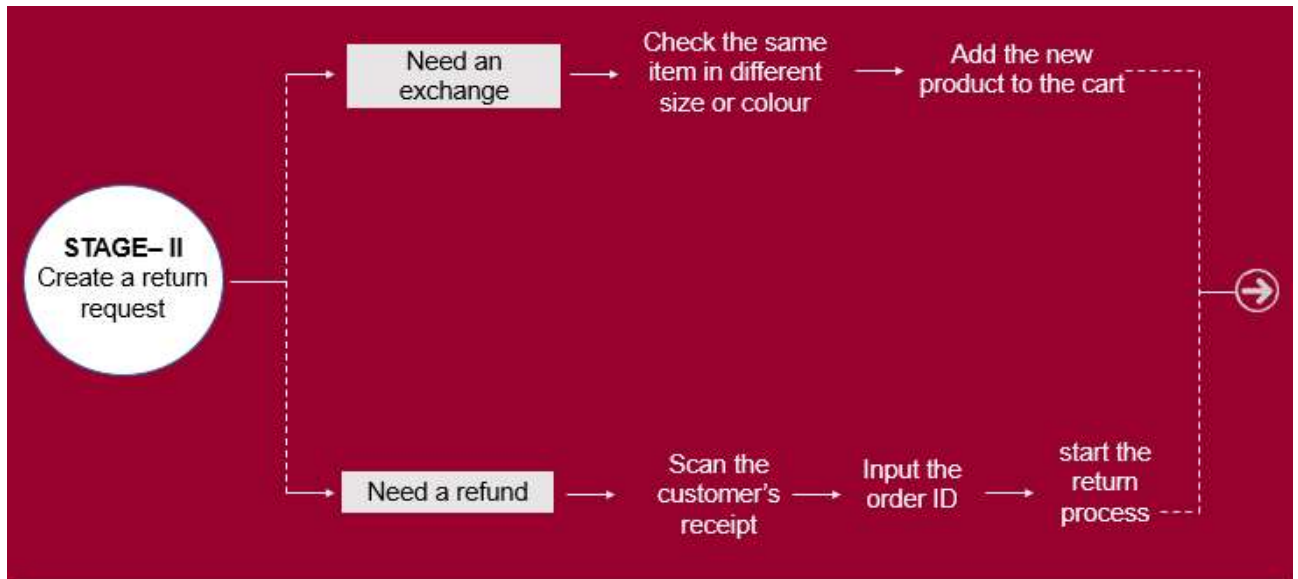 STAGE– II
Create a return
request
Need an
exchange
Check the same
item in different
size or colour
Add the new
product to the cart
Need a refund
Scan the
customer's
receipt
Input the
order ID
start the
return
process